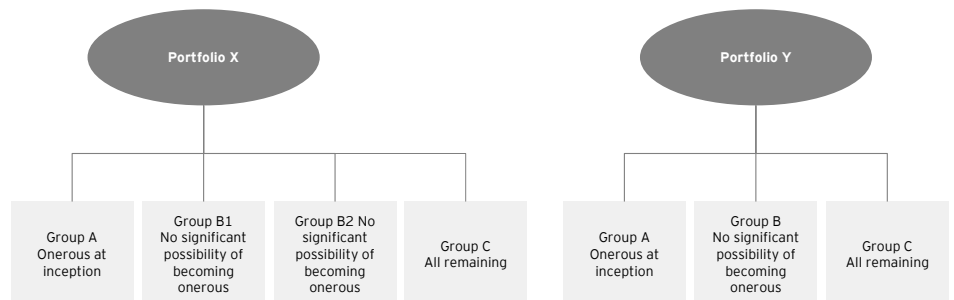 Portfolio X
Portfolio Y
Group A
Onerous at
inception
Group B1
No significant
possibility of
becoming
onerous
Group B2 No
significant
possibility of
becoming
onerous
Group C
All remaining
Group A
Onerous at
inception
Group B
No significant
possibility of
becoming
onerous
Group C
All remaining